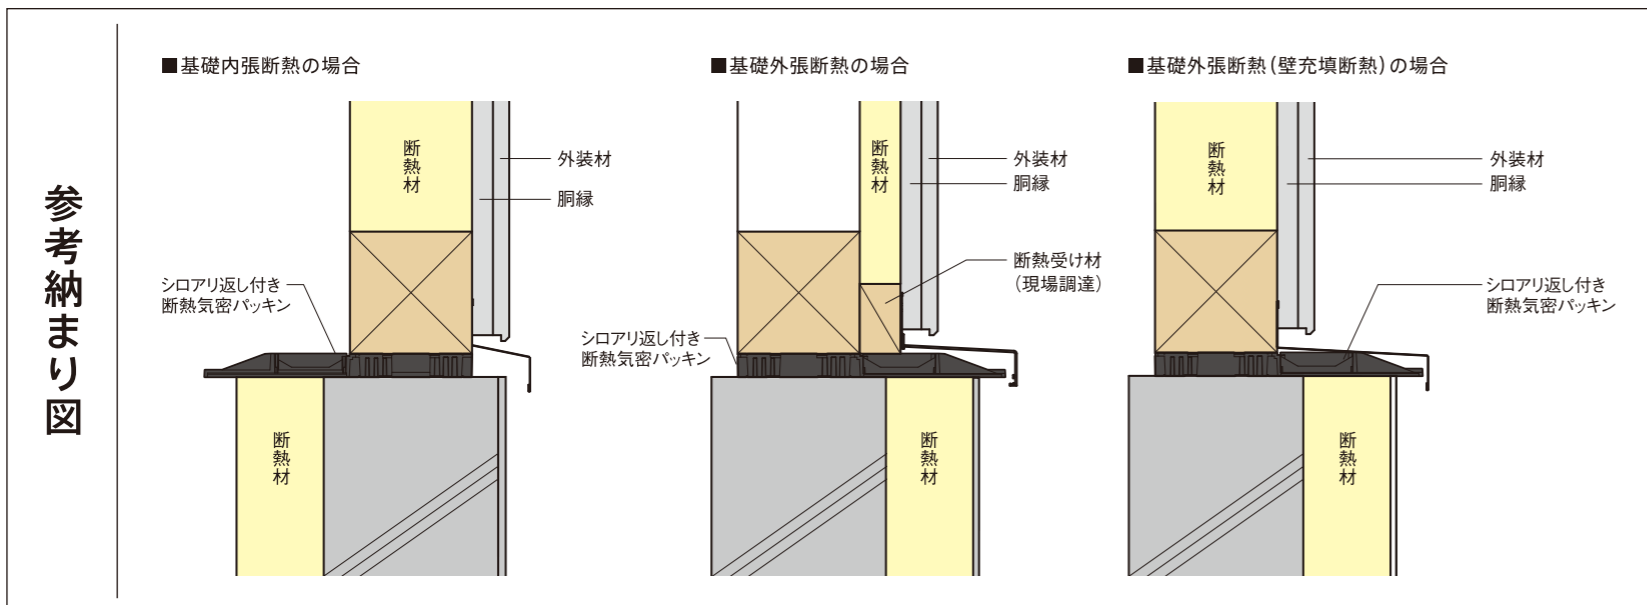 参考納まり図
■基礎内張断熱の場合
断熱材
外装材
胴縁
シロアリ返し付き
断熱気密パッキン
断熱材
■基礎外張断熱の場合
断熱材
外装材
胴縁
断熱受け材
（現場調達）
シロアリ返し付き
断熱気密パッキン
断熱材
■基礎外張断熱（壁充填断熱）の場合
断熱材
外装材
胴縁
シロアリ返し付き
断熱気密パッキン
断熱材